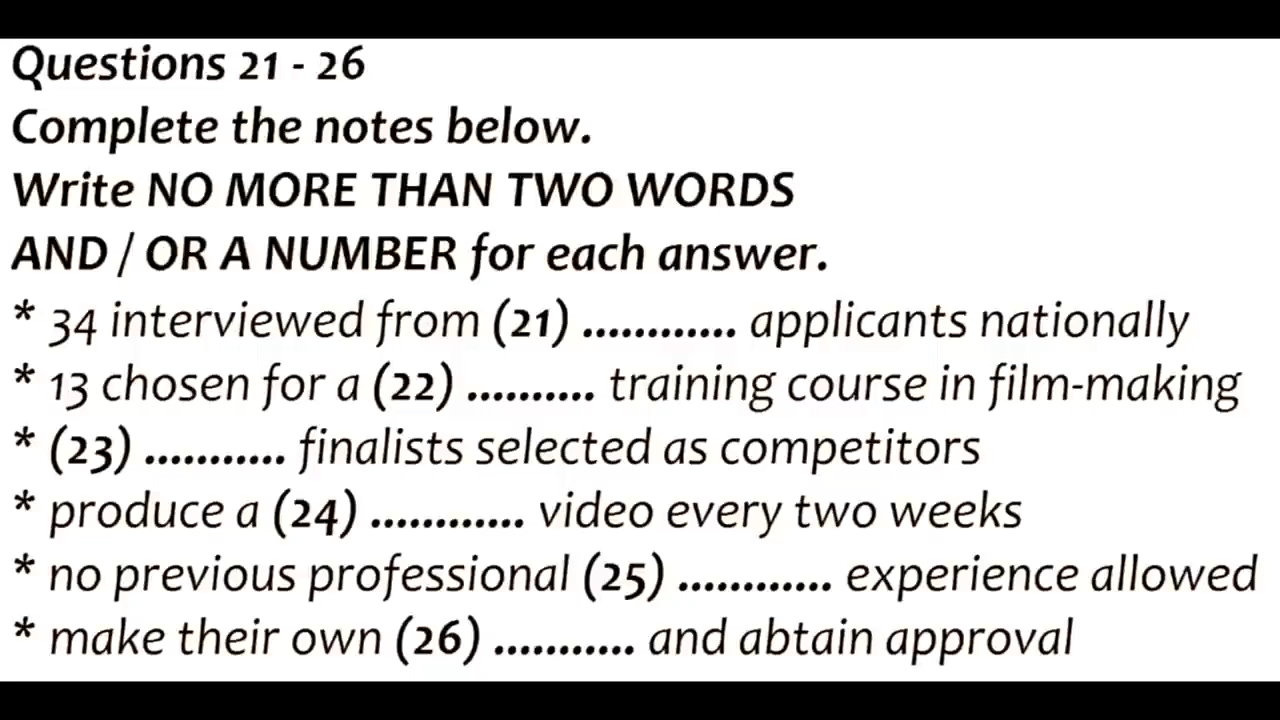 Questions 21 - 26
Complete the notes below.
Write NO MORE THAN TWO WORDS
AND / OR A NUMBER for each answer.
* 34 interviewed from (21) ............ applicants nationally
* 13 chosen for a (22) .......... training course in film-making
* (23) ........... finalists selected as competitors
* produce a (24) ............ video every two weeks
* no previous professional (25) ............ experience allowed
* make their own (26) ........... and abtain approval